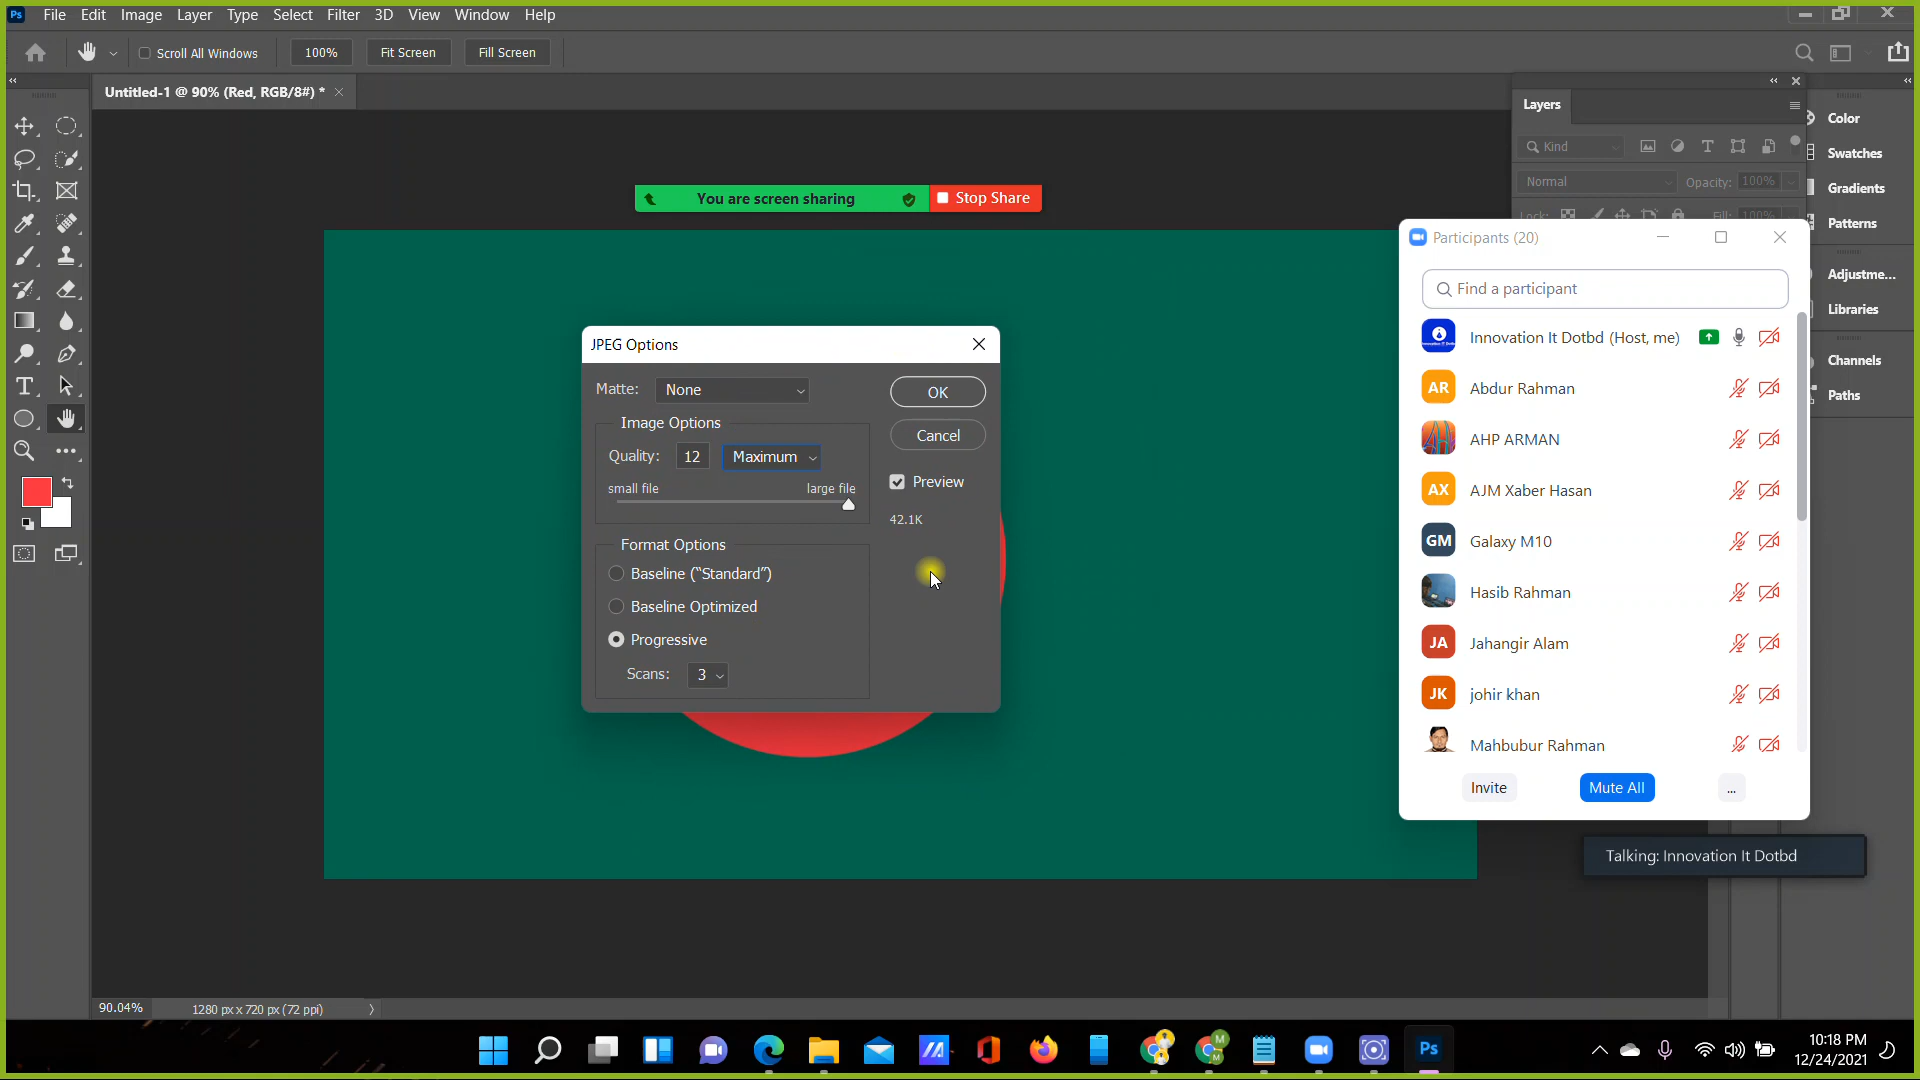 Ps File Edit Image Layer Type Select Filter 3D View Window Help
Scroll All Windows 100% Fit Screen Fill Screen
Untitled-1 @ 90% (Red, RGB/8#) *
Layers
Kind
Normal Opacity: 100%
Lock: Fill: 100%
Color
Swatches
Gradients
Patterns
Adjustme...
Libraries
Channels
Paths
You are screen sharing Stop Share
JPEG Options
Matte: None
OK
Cancel
Image Options
Quality: 12 Maximum
small file large file
Preview
42.1K
Format Options
Baseline (“Standard”)
Baseline Optimized
Progressive
Scans: 3
Participants (20)
Find a participant
Innovation It Dotbd (Host, me)
AR Abdur Rahman
AHP ARMAN
AX AJM Xaber Hasan
GM Galaxy M10
Hasib Rahman
JA Jahangir Alam
JK johir khan
Mahbubur Rahman
Invite Mute All ...
Talking: Innovation It Dotbd
90.04% 1280 px x 720 px (72 ppi)
Ps
10:18 PM
12/24/2021